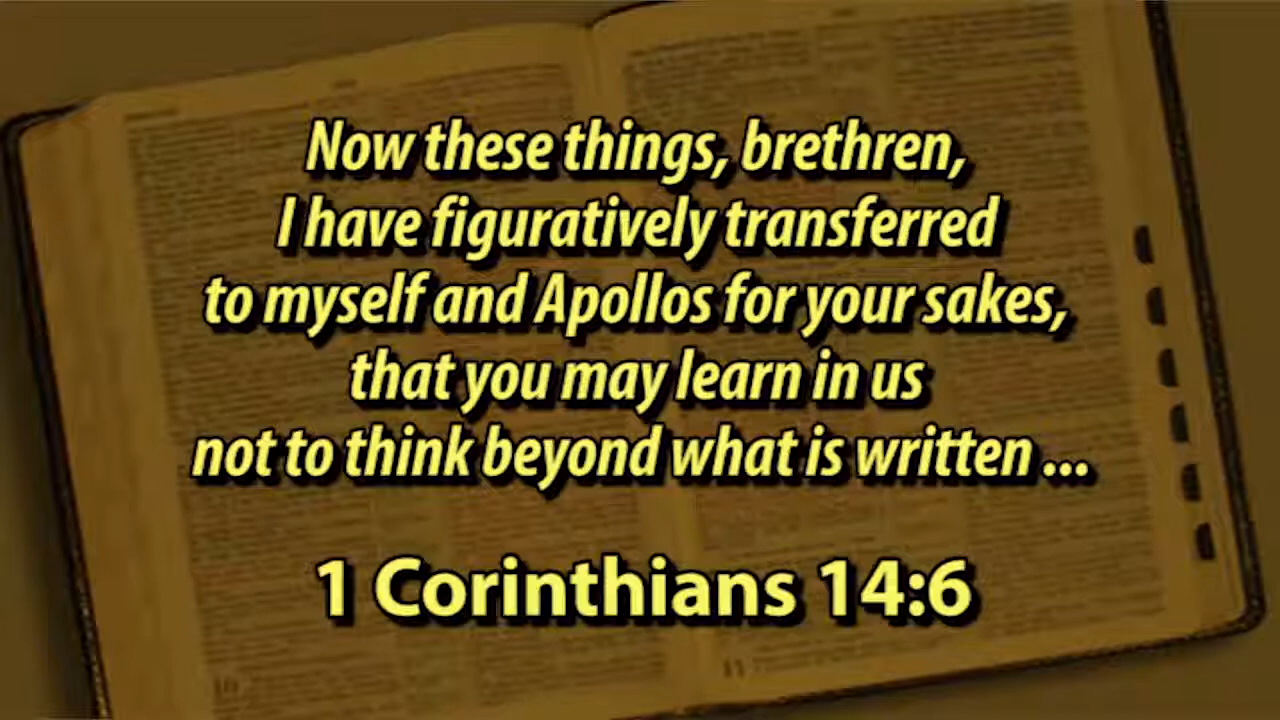 Now these things, brethren,
I have figuratively transferred
to myself and Apollos for your sakes,
that you may learn in us
not to think beyond what is written ...
1 Corinthians 14:6